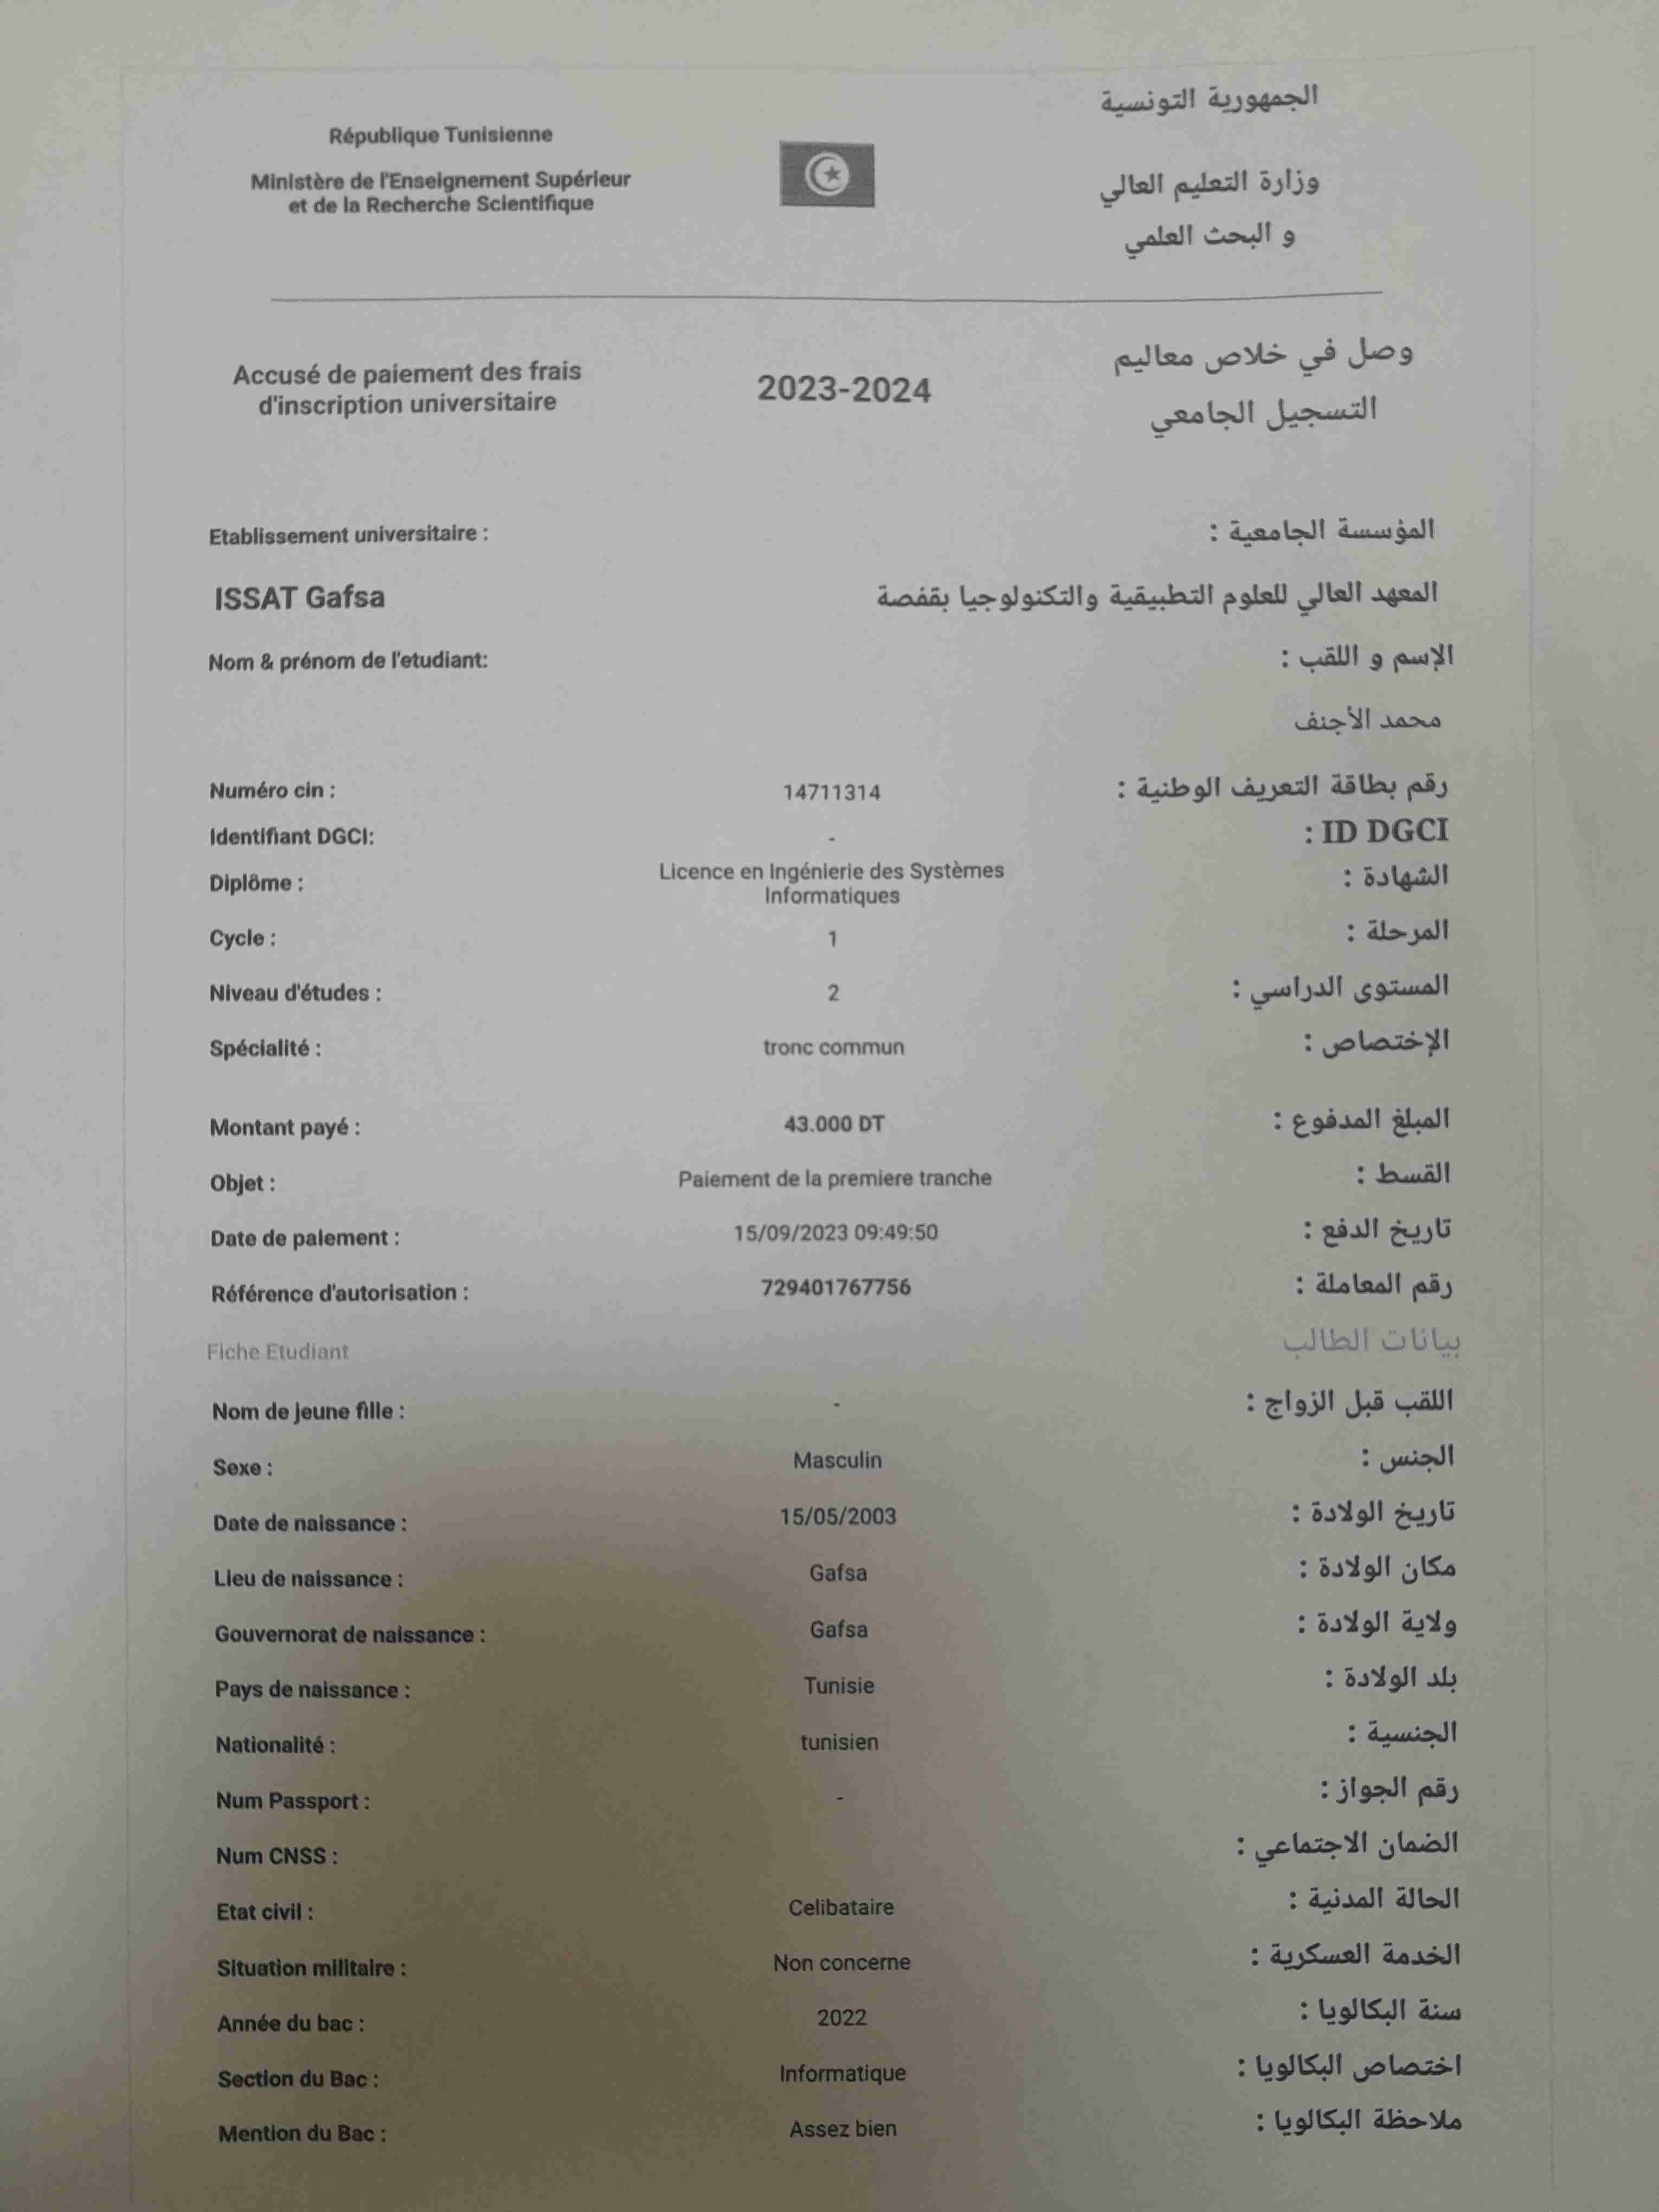 République Tunisienne
Ministère de l'Enseignement Supérieur
et de la Recherche Scientifique
الجمهورية التونسية
وزارة التعليم العالي
و البحث العلمي
Accusé de paiement des frais
d'inscription universitaire
2023-2024
وصل في خلاص معاليم
التسجيل الجامعي
Etablissement universitaire : المؤسسة الجامعية :
ISSAT Gafsa المعهد العالي للعلوم التطبيقية والتكنولوجيا بقفصة
Nom & prénom de l'etudiant: الإسم و اللقب :
محمد الأجنف
Numéro cin : 14711314 رقم بطاقة التعريف الوطنية :
Identifiant DGCI: - ID DGCI :
Diplôme : Licence en Ingénierie des Systèmes
Informatiques الشهادة :
Cycle : 1 المرحلة :
Niveau d'études : 2 المستوى الدراسي :
Spécialité : tronc commun الإختصاص :
Montant payé : 43.000 DT المبلغ المدفوع :
Objet : Paiement de la premiere tranche القسط :
Date de paiement : 15/09/2023 09:49:50 تاريخ الدفع :
Référence d'autorisation : 729401767756 رقم المعاملة :
Fiche Etudiant بيانات الطالب
Nom de jeune fille : - اللقب قبل الزواج :
Sexe : Masculin الجنس :
Date de naissance : 15/05/2003 تاريخ الولادة :
Lieu de naissance : Gafsa مكان الولادة :
Gouvernorat de naissance : Gafsa ولاية الولادة :
Pays de naissance : Tunisie بلد الولادة :
Nationalité : tunisien الجنسية :
Num Passport : - رقم الجواز :
Num CNSS : الضمان الاجتماعي :
Etat civil : Celibataire الحالة المدنية :
Situation militaire : Non concerne الخدمة العسكرية :
Année du bac : 2022 سنة البكالويا :
Section du Bac : Informatique اختصاص البكالويا :
Mention du Bac : Assez bien ملاحظة البكالويا :